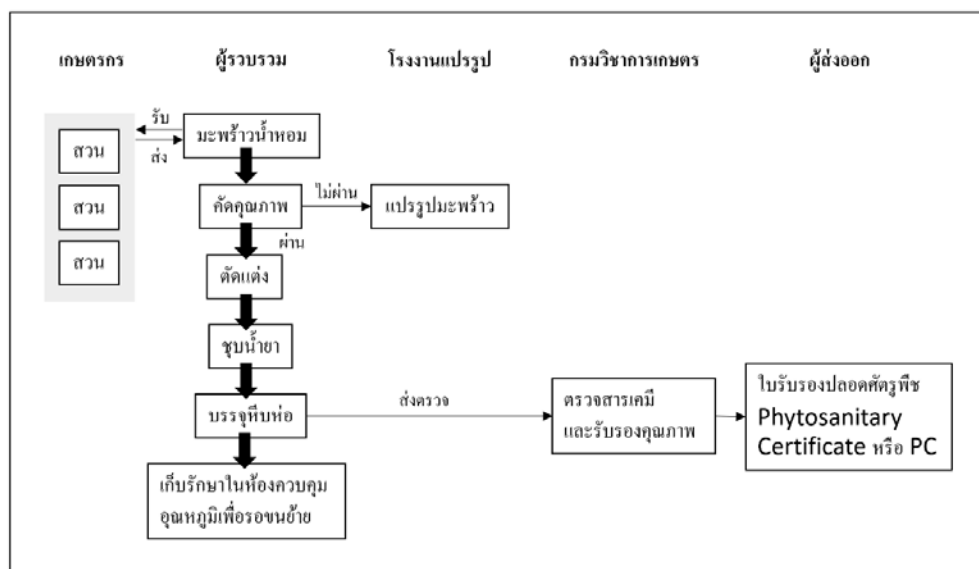 เกษตรกร
ผู้รวบรวม
โรงงานแปรรูป
กรมวิชาการเกษตร
ผู้ส่งออก
รับ
ส่ง
มะพร้าวน้ำหอม
สวน
สวน
สวน
คัดคุณภาพ
ไม่ผ่าน
แปรรูปมะพร้าว
ผ่าน
ตัดแต่ง
ชุบน้ำยา
บรรจุหีบห่อ
ส่งตรวจ
ตรวจสารเคมี
และรับรองคุณภาพ
ใบรับรองปลอดศัตรูพืช
Phytosanitary
Certificate หรือ PC
เก็บรักษาในห้องควบคุม
อุณหภูมิเพื่อรอขนย้าย